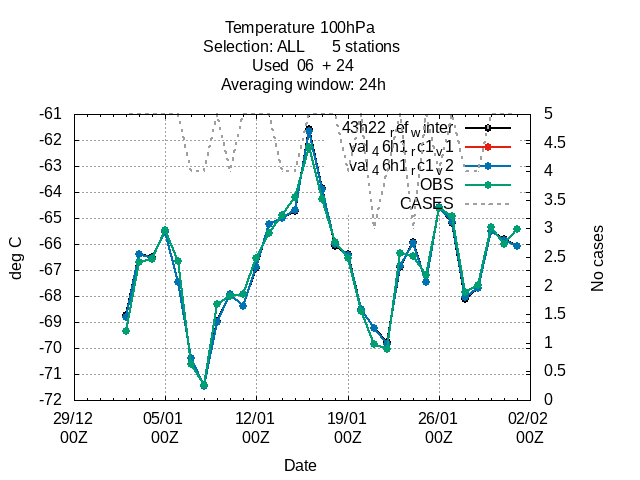 Temperature 100hPa
Selection: ALL 5 stations
Used 06 + 24
Averaging window: 24h
43h22_ref_winter
val_46h1_rc1_v1
val_46h1_rc1_v2
OBS
CASES
-61
-62
-63
-64
-65
-66
-67
-68
-69
-70
-71
-72
deg C
5
4.5
4
3.5
3
2.5
2
1.5
1
0.5
0
No cases
29/12 05/01 12/01 19/01 26/01 02/02
00Z 00Z 00Z 00Z 00Z 00Z
Date